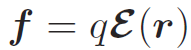 𝒇 = q𝓔(𝒓)